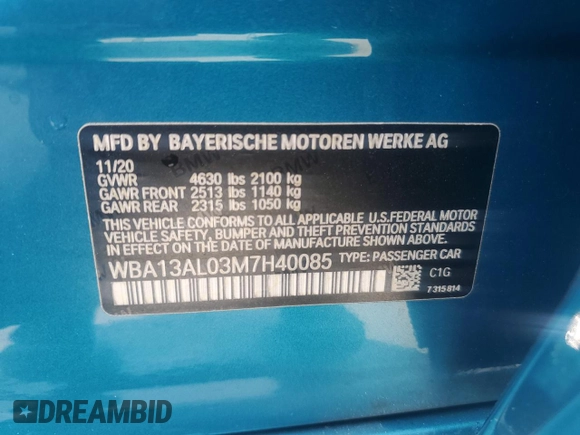 MFD BY BAYERISCHE MOTOREN WERKE AG
11/20
GVWR 4630 lbs 2100 kg
GAWR FRONT 2513 lbs 1140 kg
GAWR REAR 2315 lbs 1050 kg
THIS VEHICLE CONFORMS TO ALL APPLICABLE U.S.FEDERAL MOTOR
VEHICLE SAFETY, BUMPER AND THEFT PREVENTION STANDARDS
IN EFFECT ON THE DATE OF MANUFACTURE SHOWN ABOVE.
WBA13AL03M7H40085 TYPE: PASSENGER CAR
C1G
7315814
DREAMBID